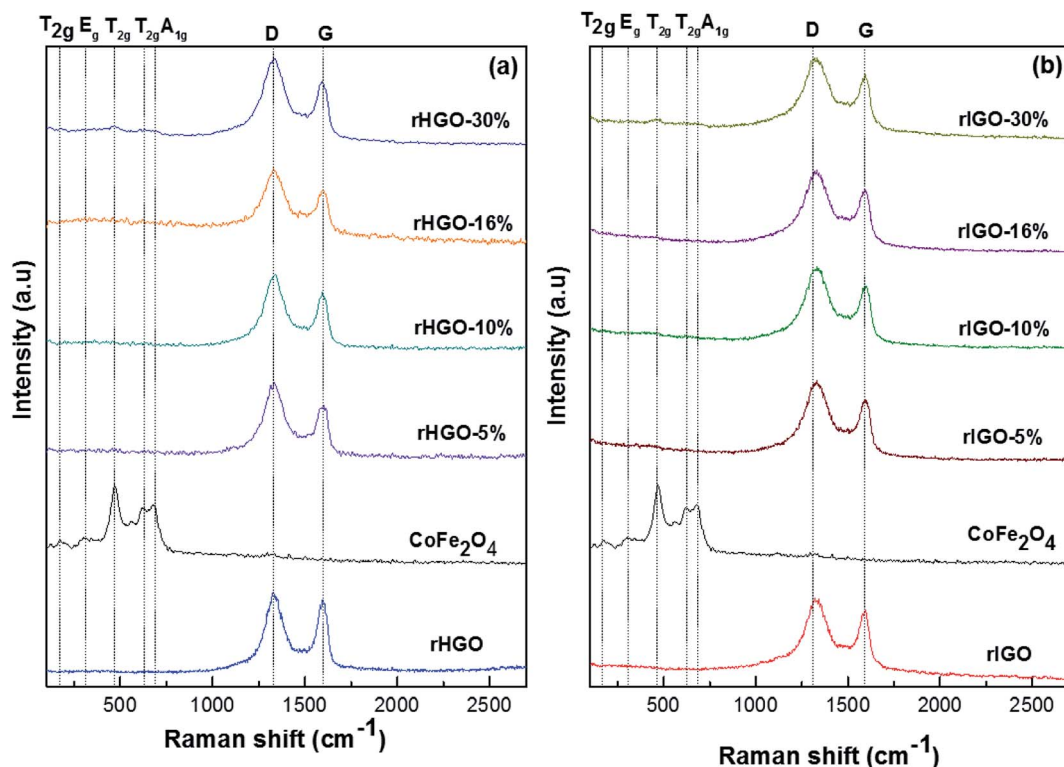 T2g Eg T2g T2g A1g D G
(a)
rHGO-30%
rHGO-16%
rHGO-10%
rHGO-5%
CoFe2O4
rHGO
Intensity (a.u)
500 1000 1500 2000 2500
Raman shift (cm-1)
T2g Eg T2g T2g A1g D G
(b)
rIGO-30%
rIGO-16%
rIGO-10%
rIGO-5%
CoFe2O4
rIGO
Intensity (a.u)
500 1000 1500 2000 2500
Raman shift (cm-1)